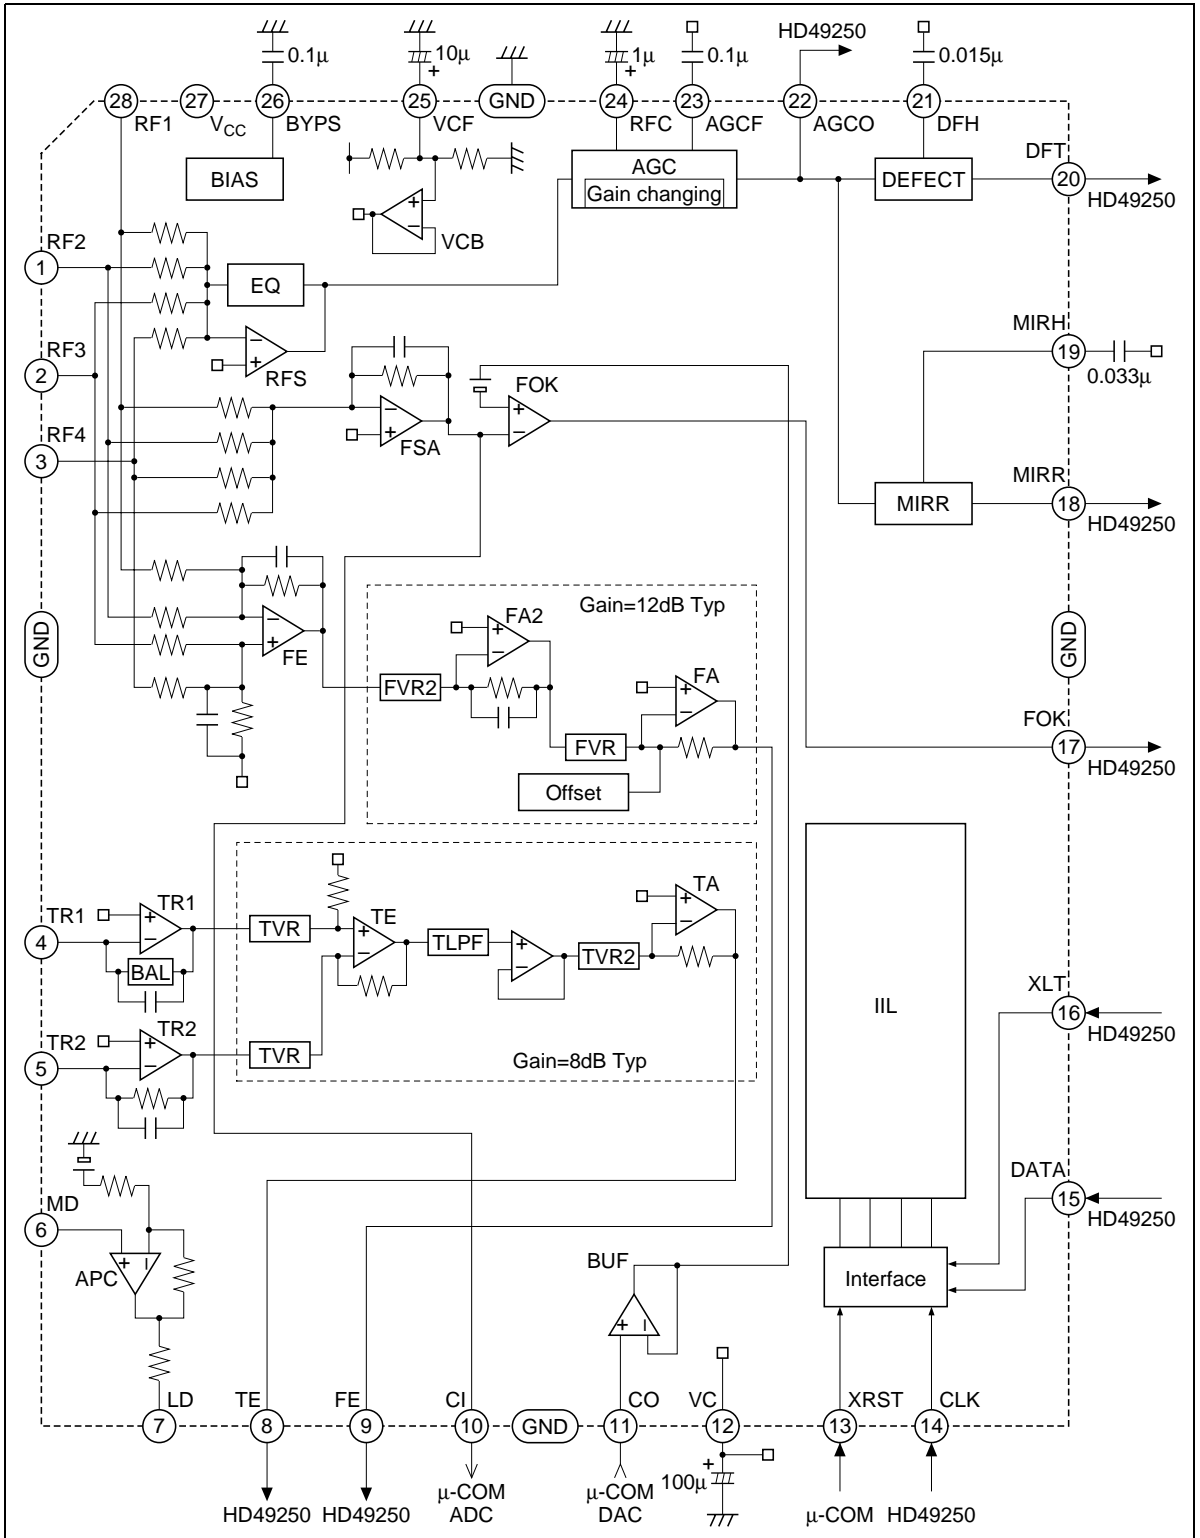 HD49250
0.1μ
10μ
+
1μ
+
0.1μ
0.015μ
28
27
26
25
GND
24
23
22
21
RF1
VCC
BYPS
VCF
RFC
AGCF
AGCO
DFH
DFT
BIAS
AGC
Gain changing
DEFECT
20
HD49250
+
−
VCB
RF2
1
EQ
MIRH
RF3
−
+
RFS
19
2
0.033μ
FOK
RF4
−
+
FSA
+
−
3
MIRR
MIRR
18
HD49250
Gain=12dB Typ
FA2
+
−
GND
−
+
FE
GND
FVR2
FA
+
−
FOK
FVR
17
HD49250
Offset
TR1
TR1
+
−
TE
TA
+
−
4
TVR
+
−
TLPF
+
−
TVR2
BAL
IIL
XLT
TR2
TR2
+
−
16
HD49250
5
TVR
Gain=8dB Typ
DATA
MD
15
HD49250
6
+
−
APC
BUF
Interface
+
−
LD
TE
FE
CI
CO
VC
XRST
CLK
7
8
9
10
GND
11
12
13
14
+
100μ
HD49250
HD49250
μ-COM
ADC
μ-COM
DAC
μ-COM
HD49250